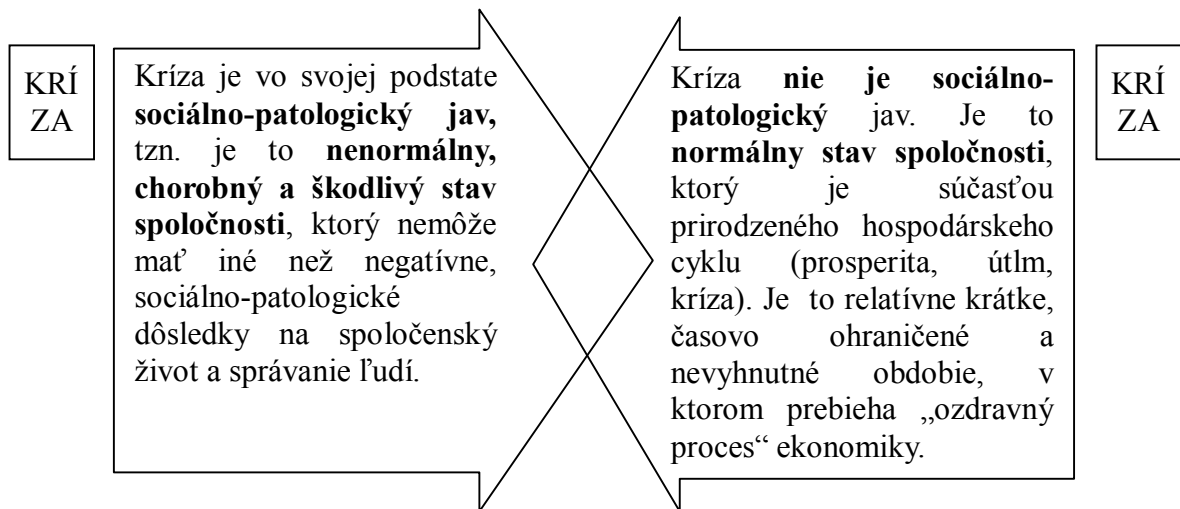 KRÍ
ZA
Kríza je vo svojej podstate
sociálno-patologický jav,
tzn. je to nenormálny,
chorobný a škodlivý stav
spoločnosti, ktorý nemôže
mať iné než negatívne,
sociálno-patologické
dôsledky na spoločenský
život a správanie ľudí.
Kríza nie je sociálno-
patologický jav. Je to
normálny stav spoločnosti,
ktorý je súčasťou
prirodzeného hospodárskeho
cyklu (prosperita, útlm,
kríza). Je to relatívne krátke,
časovo ohraničené a
nevyhnutné obdobie, v
ktorom prebieha „ozdravný
proces“ ekonomiky.
KRÍ
ZA